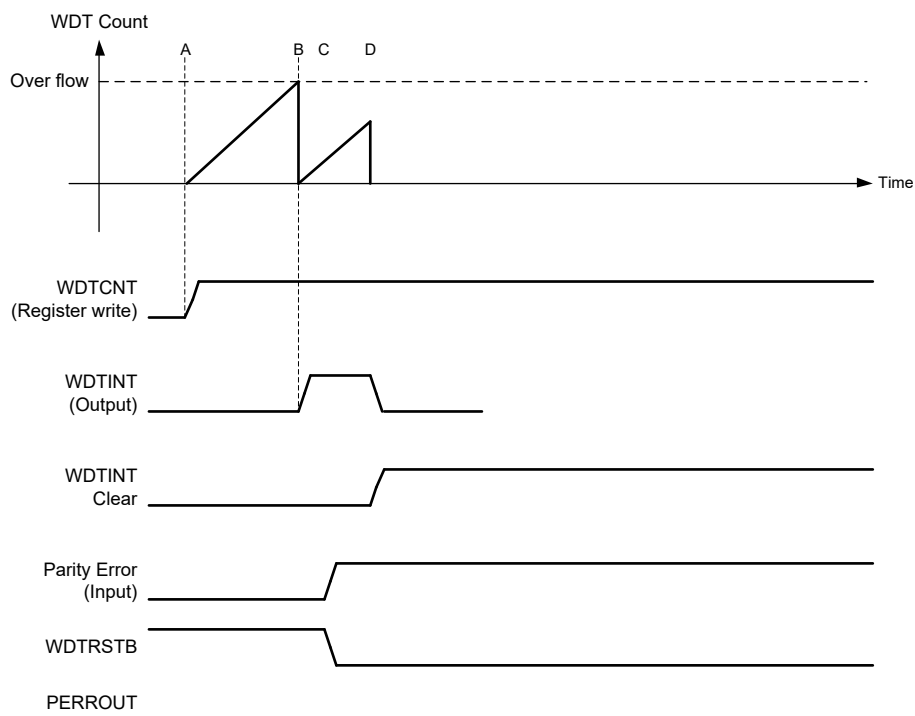 WDT Count
A B C D
Over flow
Time
WDTCNT
(Register write)
WDTINT
(Output)
WDTINT
Clear
Parity Error
(Input)
WDTRSTB
PERROUT